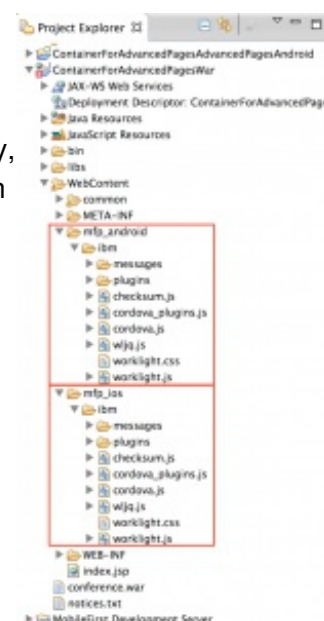 Project Explorer
ContainerForAdvancedPagesAdvancedPagesAndroid
ContainerForAdvancedPagesWar
JAX-WS Web Services
Deployment Descriptor: ContainerForAdvancedPage
Java Resources
JavaScript Resources
bin
libs
WebContent
common
META-INF
mfp_android
ibm
messages
plugins
checksum.js
cordova_plugins.js
cordova.js
wljq.js
worklight.css
worklight.js
mfp_ios
ibm
messages
plugins
checksum.js
cordova_plugins.js
cordova.js
wljq.js
worklight.css
worklight.js
WEB-INF
index.jsp
conference.war
notices.txt
MobileFirst Development Server